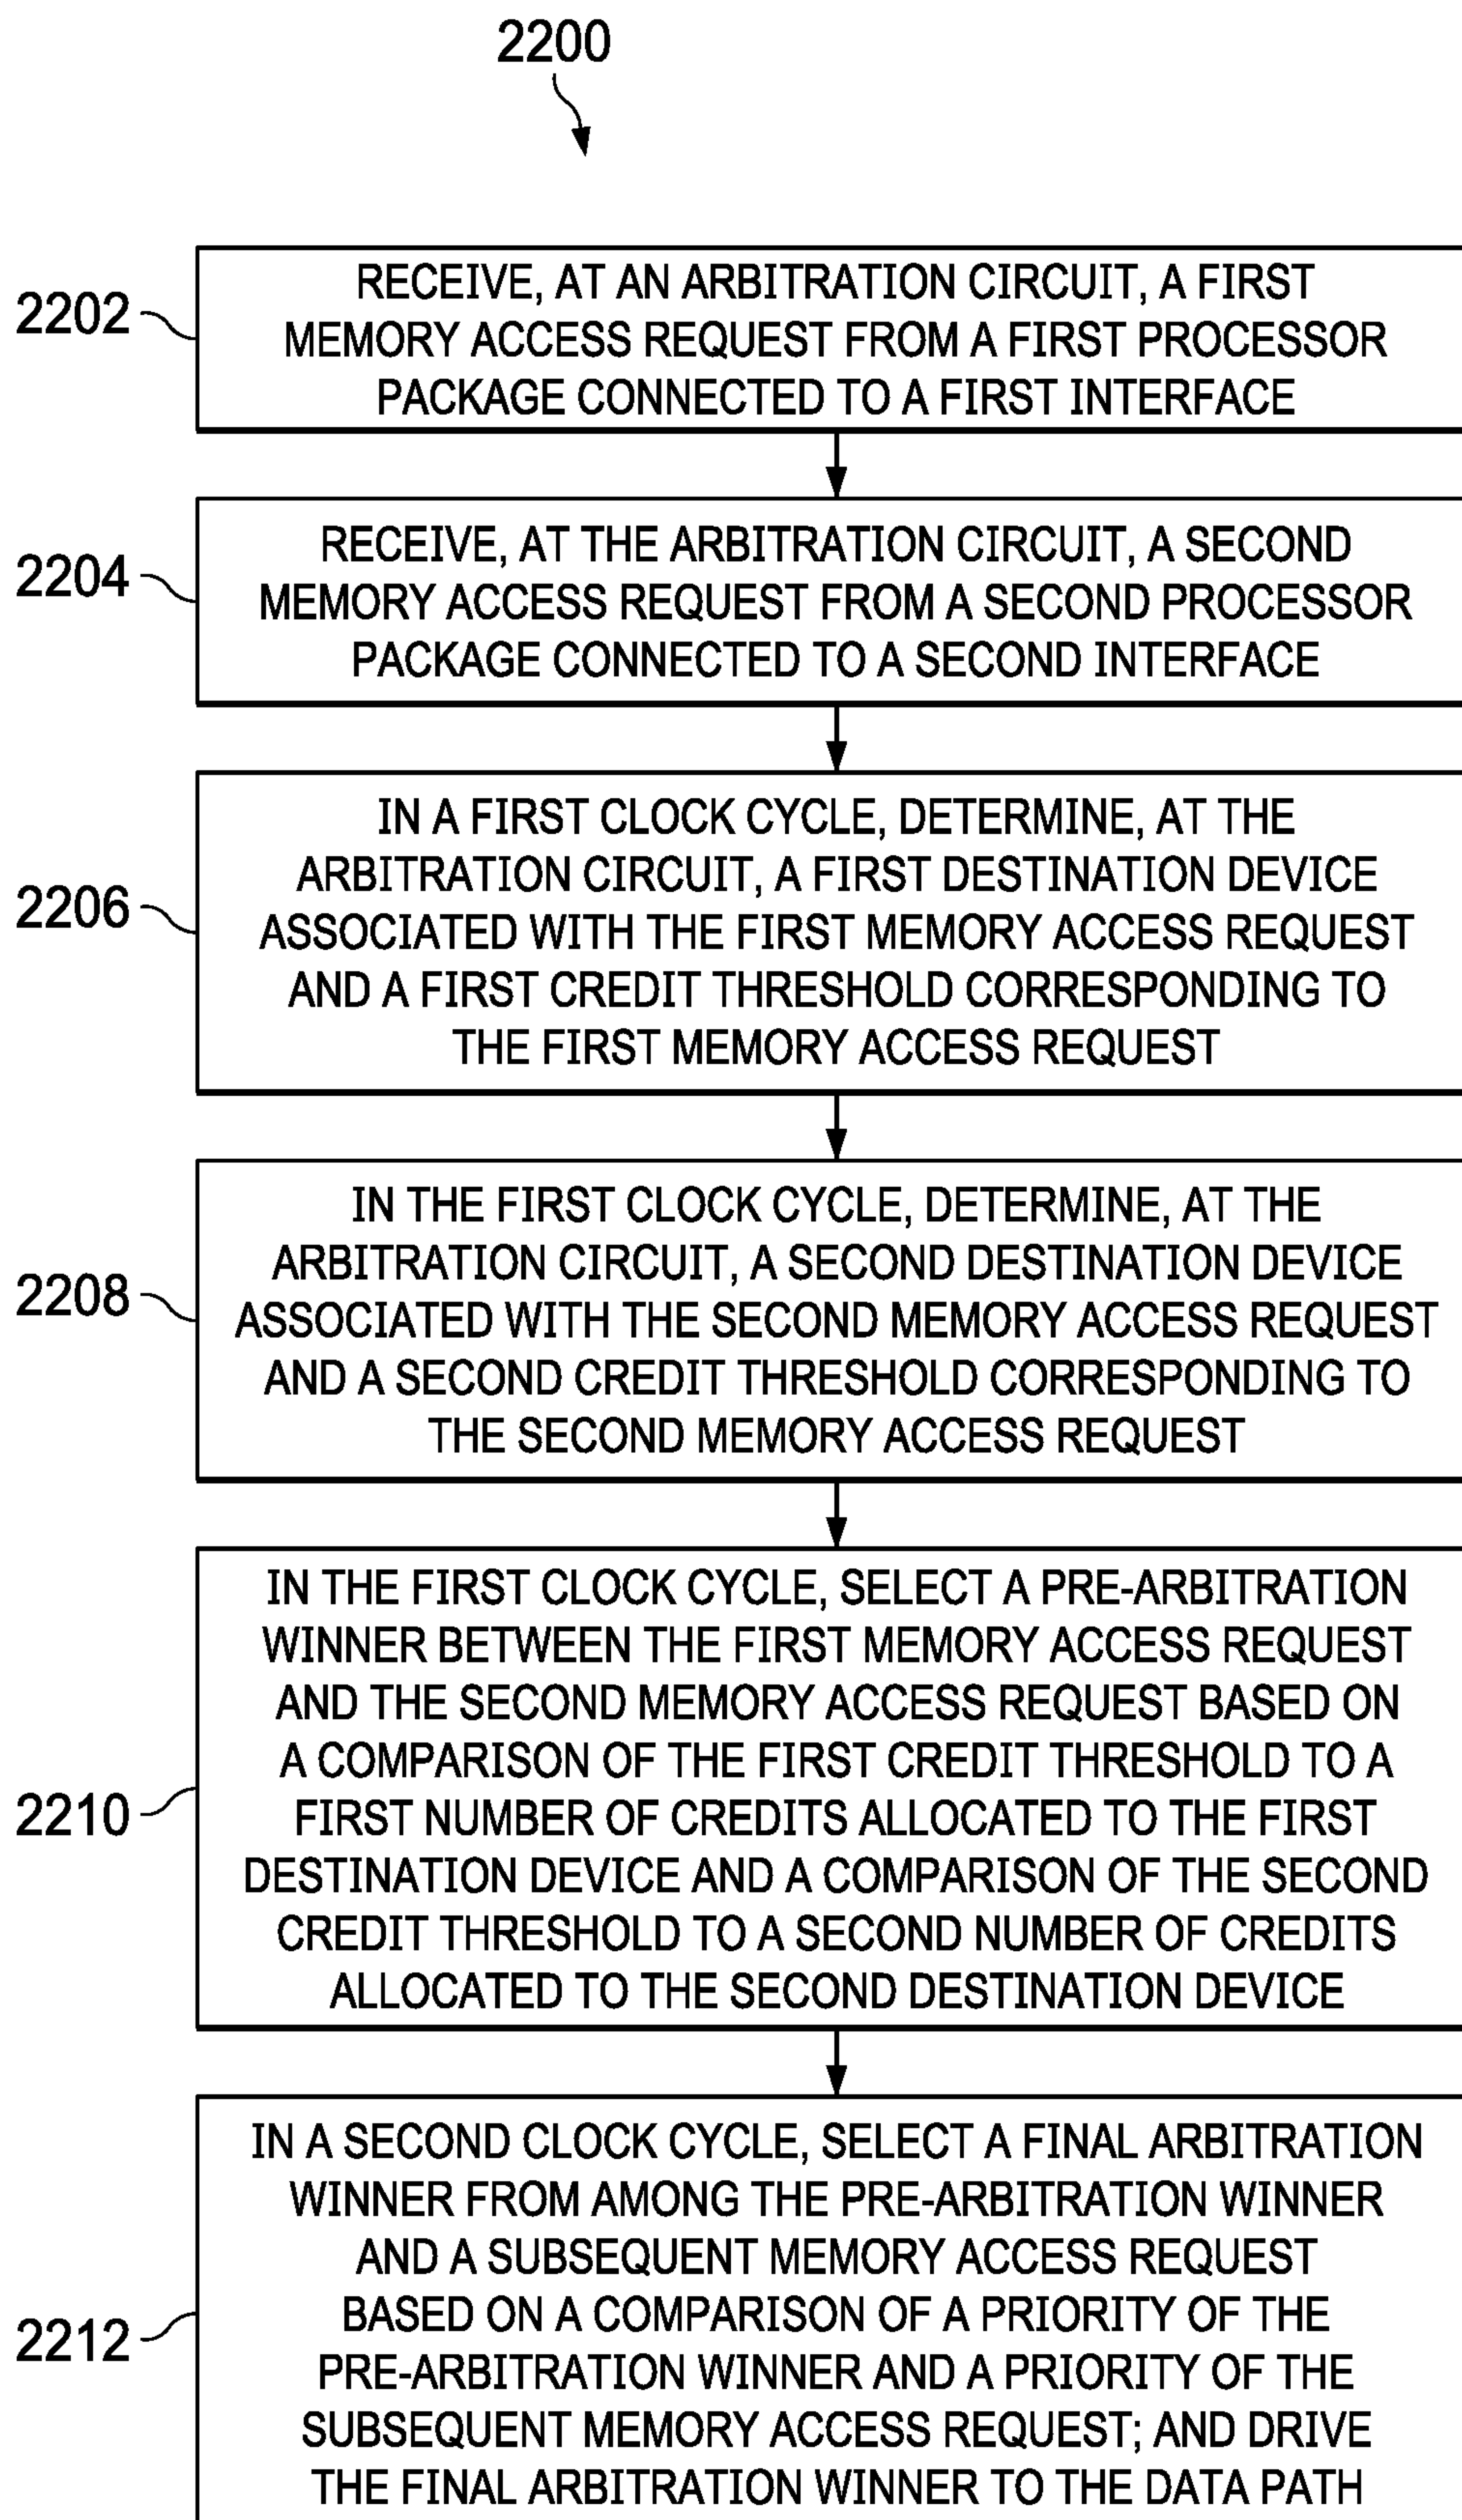 2200
2202
RECEIVE, AT AN ARBITRATION CIRCUIT, A FIRST
MEMORY ACCESS REQUEST FROM A FIRST PROCESSOR
PACKAGE CONNECTED TO A FIRST INTERFACE
2204
RECEIVE, AT THE ARBITRATION CIRCUIT, A SECOND
MEMORY ACCESS REQUEST FROM A SECOND PROCESSOR
PACKAGE CONNECTED TO A SECOND INTERFACE
2206
IN A FIRST CLOCK CYCLE, DETERMINE, AT THE
ARBITRATION CIRCUIT, A FIRST DESTINATION DEVICE
ASSOCIATED WITH THE FIRST MEMORY ACCESS REQUEST
AND A FIRST CREDIT THRESHOLD CORRESPONDING TO
THE FIRST MEMORY ACCESS REQUEST
2208
IN THE FIRST CLOCK CYCLE, DETERMINE, AT THE
ARBITRATION CIRCUIT, A SECOND DESTINATION DEVICE
ASSOCIATED WITH THE SECOND MEMORY ACCESS REQUEST
AND A SECOND CREDIT THRESHOLD CORRESPONDING TO
THE SECOND MEMORY ACCESS REQUEST
2210
IN THE FIRST CLOCK CYCLE, SELECT A PRE-ARBITRATION
WINNER BETWEEN THE FIRST MEMORY ACCESS REQUEST
AND THE SECOND MEMORY ACCESS REQUEST BASED ON
A COMPARISON OF THE FIRST CREDIT THRESHOLD TO A
FIRST NUMBER OF CREDITS ALLOCATED TO THE FIRST
DESTINATION DEVICE AND A COMPARISON OF THE SECOND
CREDIT THRESHOLD TO A SECOND NUMBER OF CREDITS
ALLOCATED TO THE SECOND DESTINATION DEVICE
2212
IN A SECOND CLOCK CYCLE, SELECT A FINAL ARBITRATION
WINNER FROM AMONG THE PRE-ARBITRATION WINNER
AND A SUBSEQUENT MEMORY ACCESS REQUEST
BASED ON A COMPARISON OF A PRIORITY OF THE
PRE-ARBITRATION WINNER AND A PRIORITY OF THE
SUBSEQUENT MEMORY ACCESS REQUEST; AND DRIVE
THE FINAL ARBITRATION WINNER TO THE DATA PATH